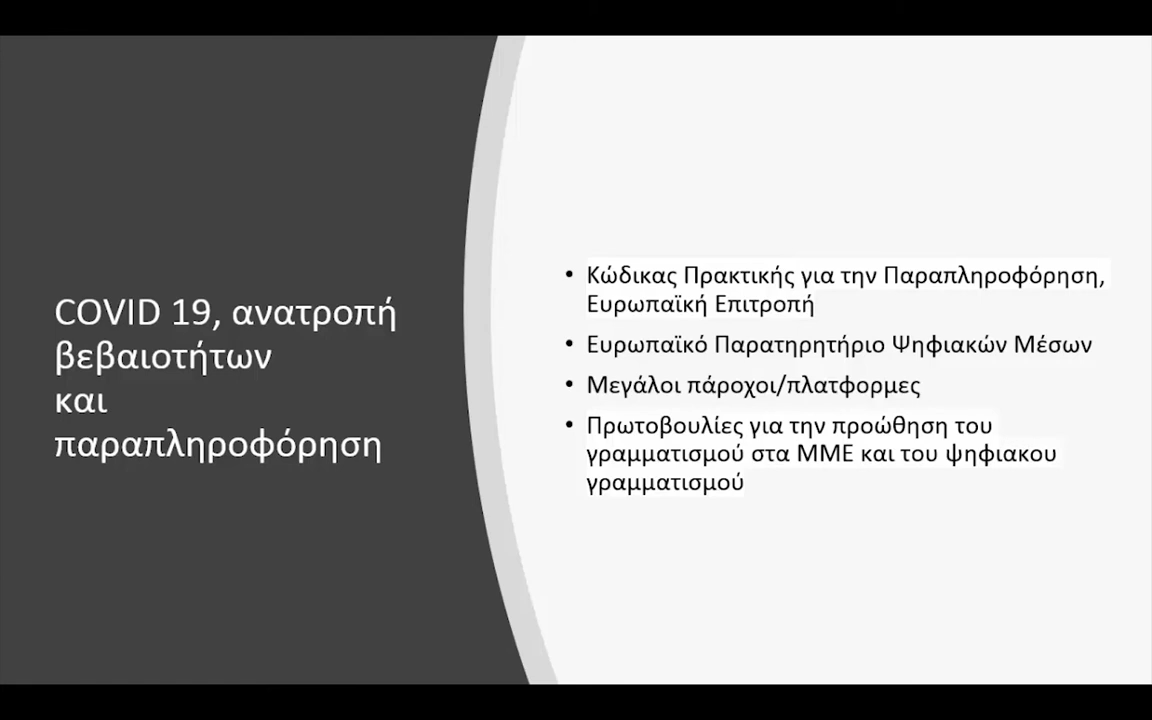 COVID 19, ανατροπή
βεβαιοτήτων
και
παραπληροφόρηση
• Κώδικας Πρακτικής για την Παραπληροφόρηση,
Ευρωπαϊκή Επιτροπή
• Ευρωπαϊκό Παρατηρητήριο Ψηφιακών Μέσων
• Μεγάλοι πάροχοι/πλατφορμες
• Πρωτοβουλίες για την προώθηση του
γραμματισμού στα ΜΜΕ και του ψηφιακου
γραμματισμού